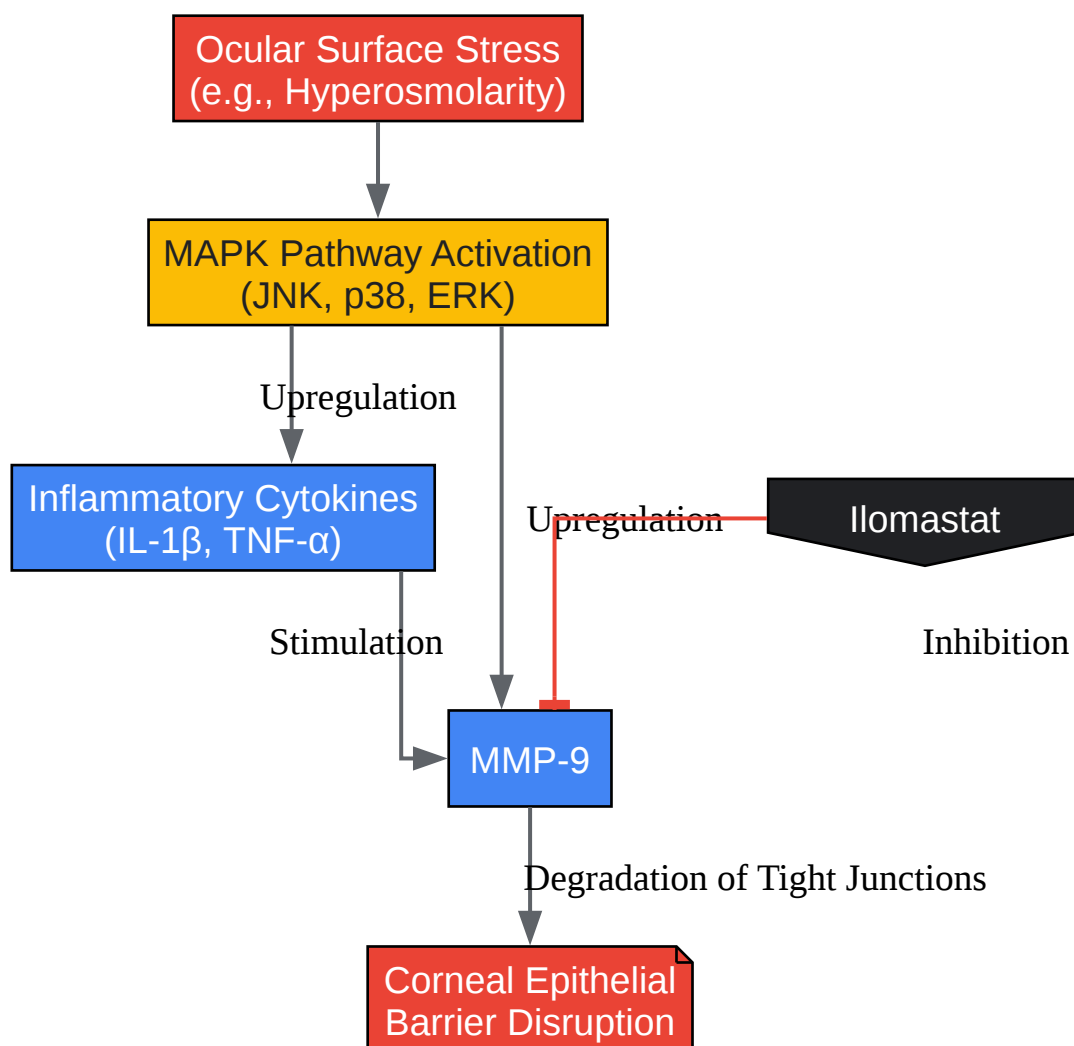 Ocular Surface Stress
(e.g., Hyperosmolarity)
MAPK Pathway Activation
(JNK, p38, ERK)
Upregulation
Inflammatory Cytokines
(IL-1β, TNF-α)
Upregulation
Ilomastat
Stimulation
Inhibition
MMP-9
Degradation of Tight Junctions
Corneal Epithelial
Barrier Disruption